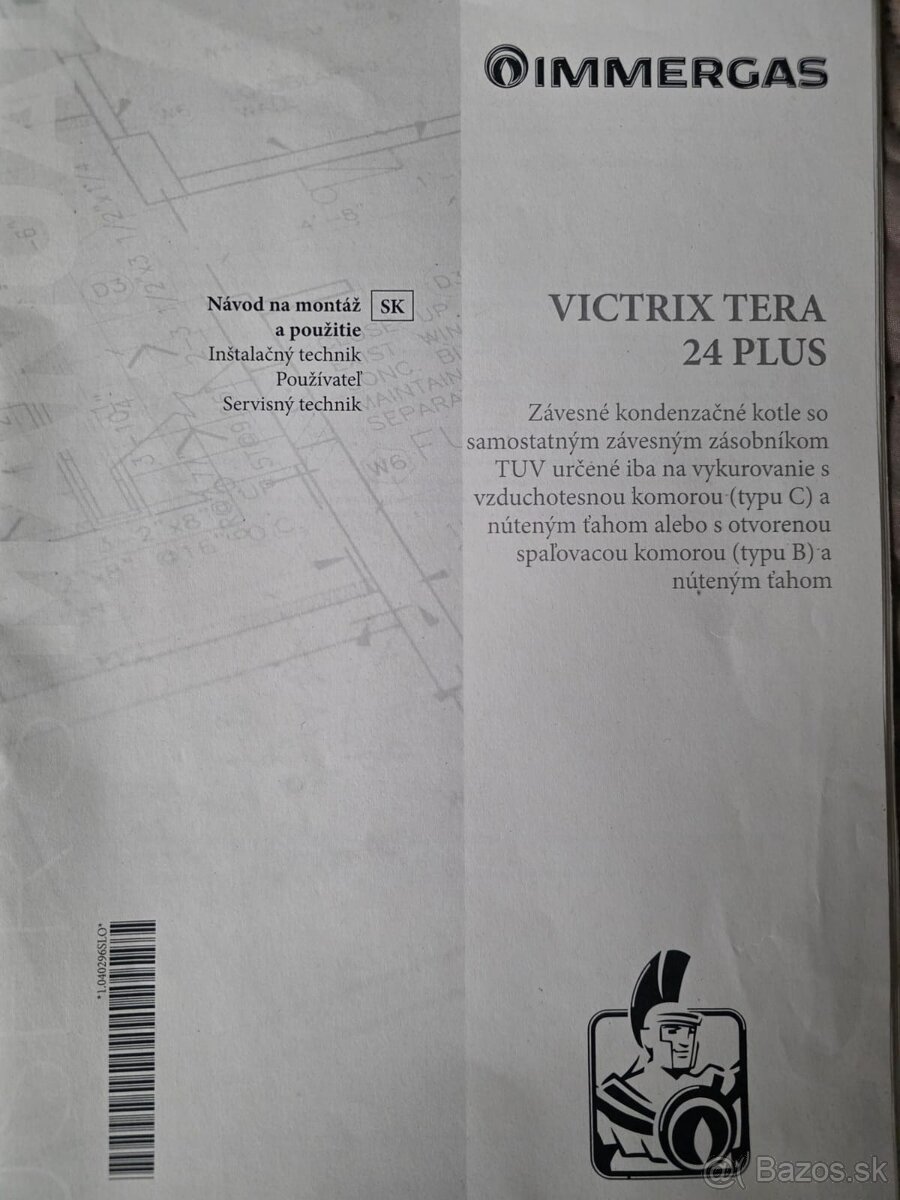 IMMERGAS
Návod na montáž SK
a použitie
Inštalačný technik
Používateľ
Servisný technik
VICTRIX TERA
24 PLUS
Závesné kondenzačné kotle so
samostatným závesným zásobníkom
TUV určené iba na vykurovanie s
vzduchotesnou komorou (typu C) a
núteným ťahom alebo s otvorenou
spaľovacou komorou (typu B) a
núteným ťahom
*1.040296SLO*
Bazos.sk